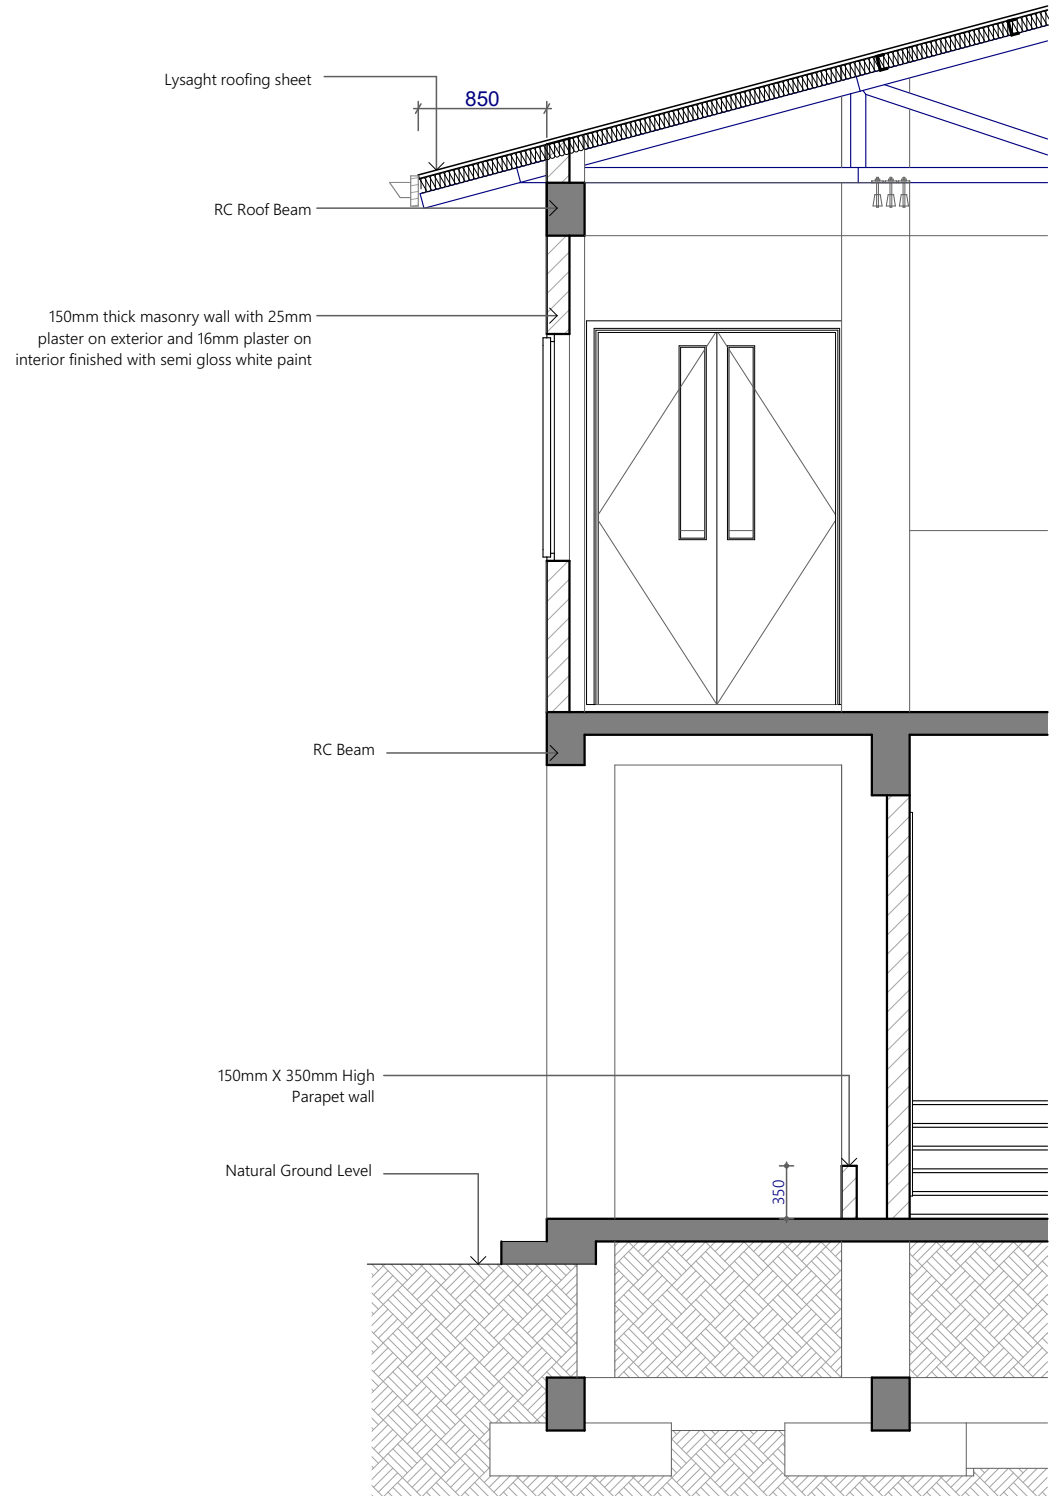 Lysaght roofing sheet
850
RC Roof Beam
150mm thick masonry wall with 25mm
plaster on exterior and 16mm plaster on
interior finished with semi gloss white paint
RC Beam
150mm X 350mm High
Parapet wall
Natural Ground Level
350